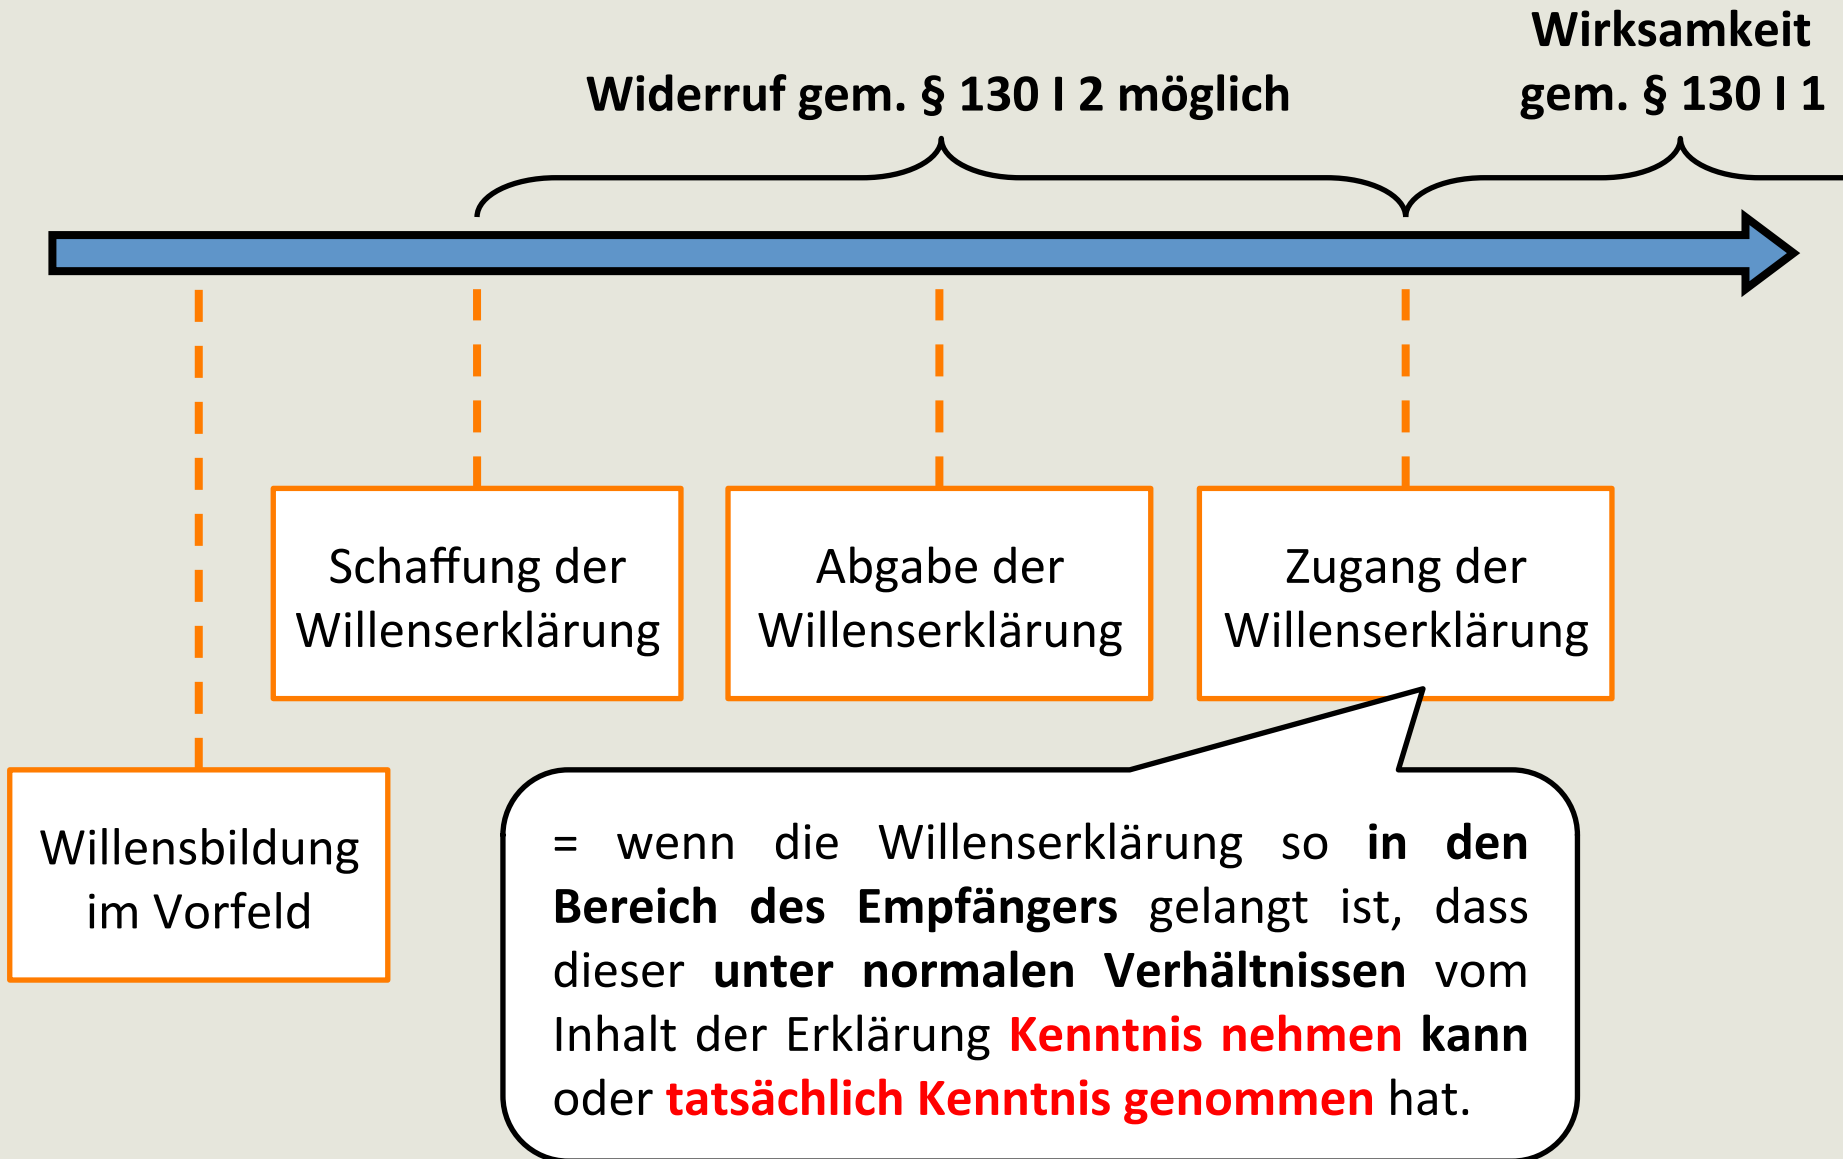 Wirksamkeit
gem. § 130 I 1
Widerruf gem. § 130 I 2 möglich
Schaffung der
Willenserklärung
Abgabe der
Willenserklärung
Zugang der
Willenserklärung
Willensbildung
im Vorfeld
= wenn die Willenserklärung so in den
Bereich des Empfängers gelangt ist, dass
dieser unter normalen Verhältnissen vom
Inhalt der Erklärung Kenntnis nehmen kann
oder tatsächlich Kenntnis genommen hat.